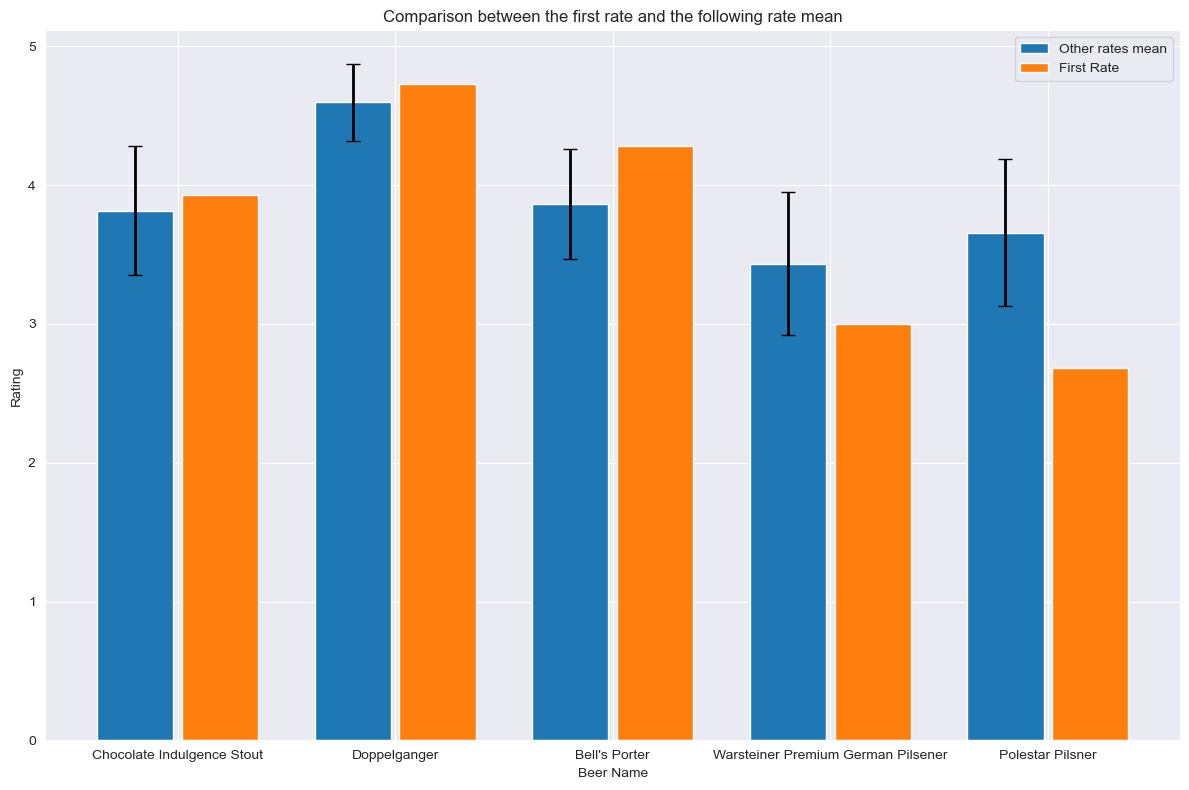 Comparison between the first rate and the following rate mean
Other rates mean
First Rate
5
4
3
2
1
0
Rating
Chocolate Indulgence Stout
Doppelganger
Bell's Porter
Warsteiner Premium German Pilsener
Polestar Pilsner
Beer Name